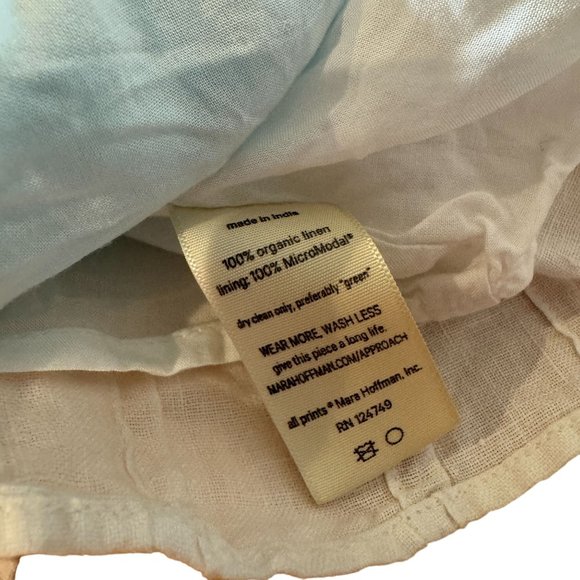 made in India
100% organic linen
lining: 100% MicroModal®
dry clean only, preferably "green"
WEAR MORE, WASH LESS
give this piece a long life.
MARAHOFFMAN.COM/APPROACH
all prints® Mara Hoffman, Inc.
RN 124749